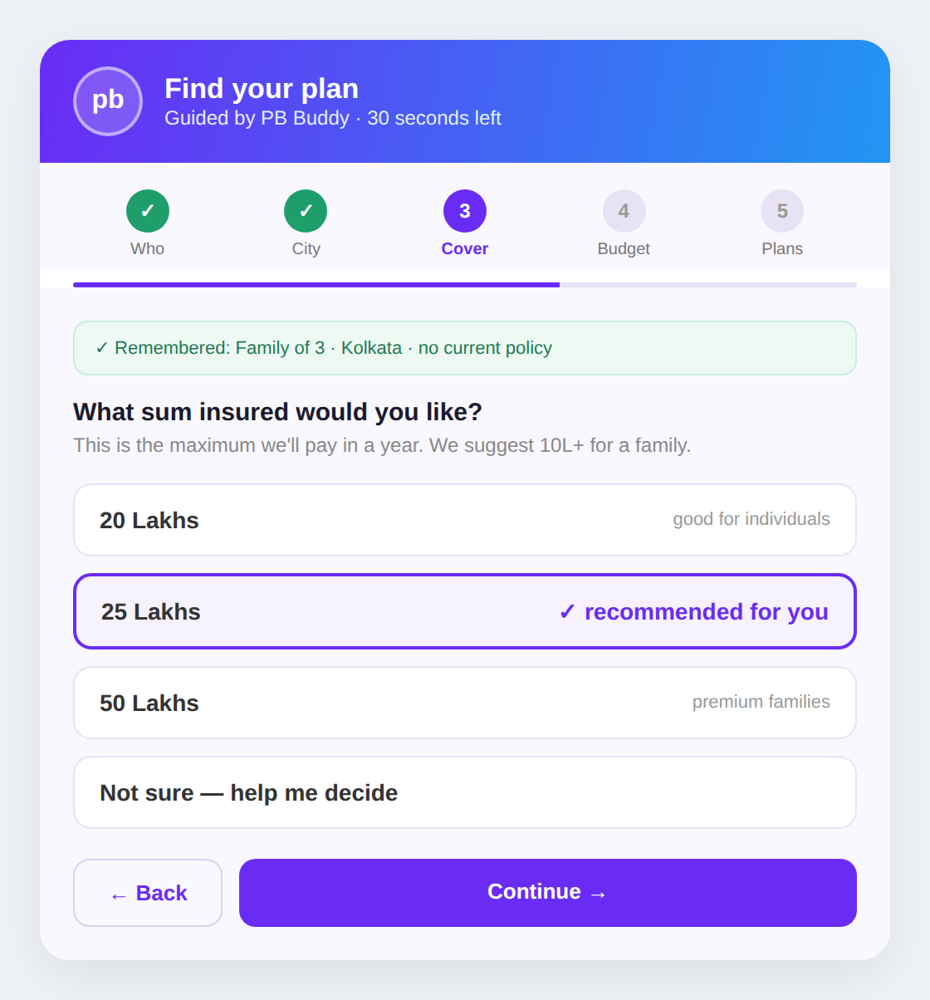 pb
Find your plan
Guided by PB Buddy · 30 seconds left
✓ ✓ 3 4 5
Who City Cover Budget Plans
✓ Remembered: Family of 3 · Kolkata · no current policy
What sum insured would you like?
This is the maximum we'll pay in a year. We suggest 10L+ for a family.
20 Lakhs good for individuals
25 Lakhs ✓ recommended for you
50 Lakhs premium families
Not sure — help me decide
← Back Continue →